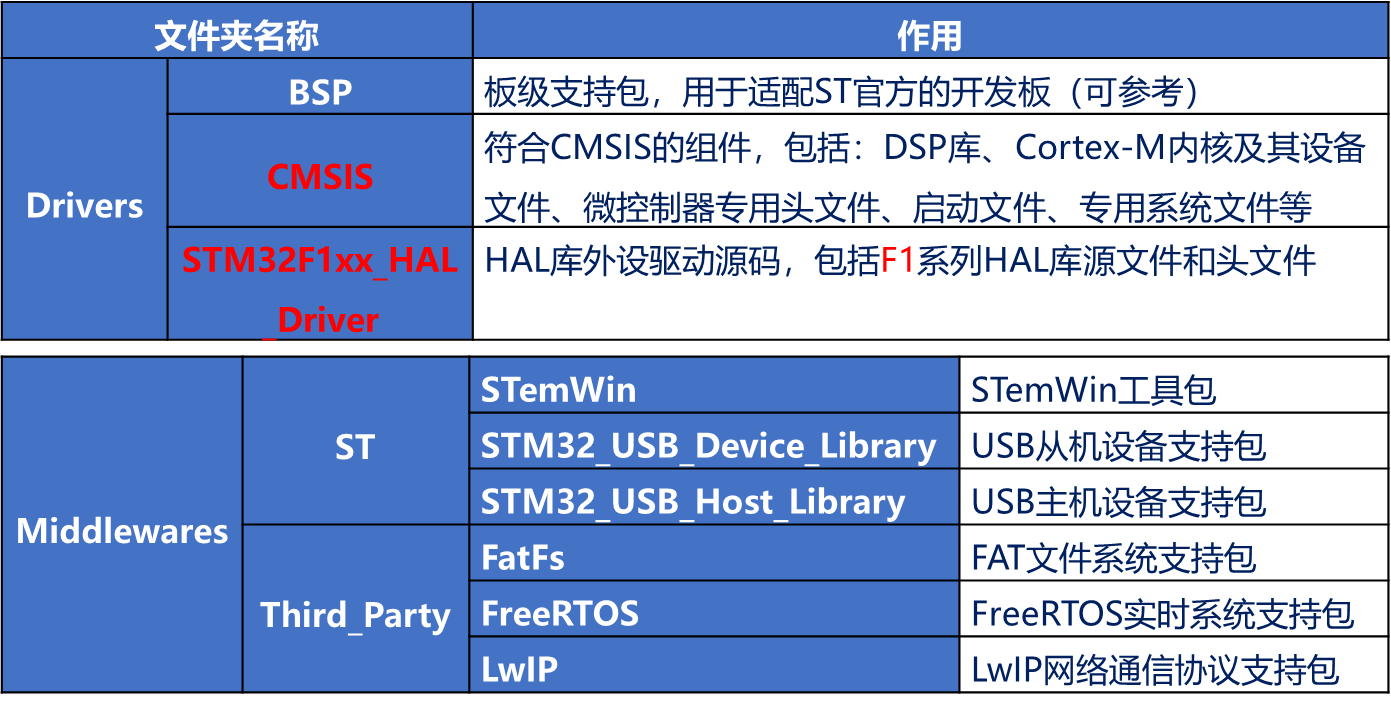 文件夹名称 作用
Drivers
BSP 板级支持包，用于适配ST官方的开发板（可参考）
CMSIS 符合CMSIS的组件，包括：DSP库、Cortex-M内核及其设备
文件、微控制器专用头文件、启动文件、专用系统文件等
STM32F1xx_HAL HAL库外设驱动源码，包括F1系列HAL库源文件和头文件
_Driver
Middlewares
ST
STemWin STemWin工具包
STM32_USB_Device_Library USB从机设备支持包
STM32_USB_Host_Library USB主机设备支持包
Third_Party
FatFs FAT文件系统支持包
FreeRTOS FreeRTOS实时系统支持包
LwIP LwIP网络通信协议支持包